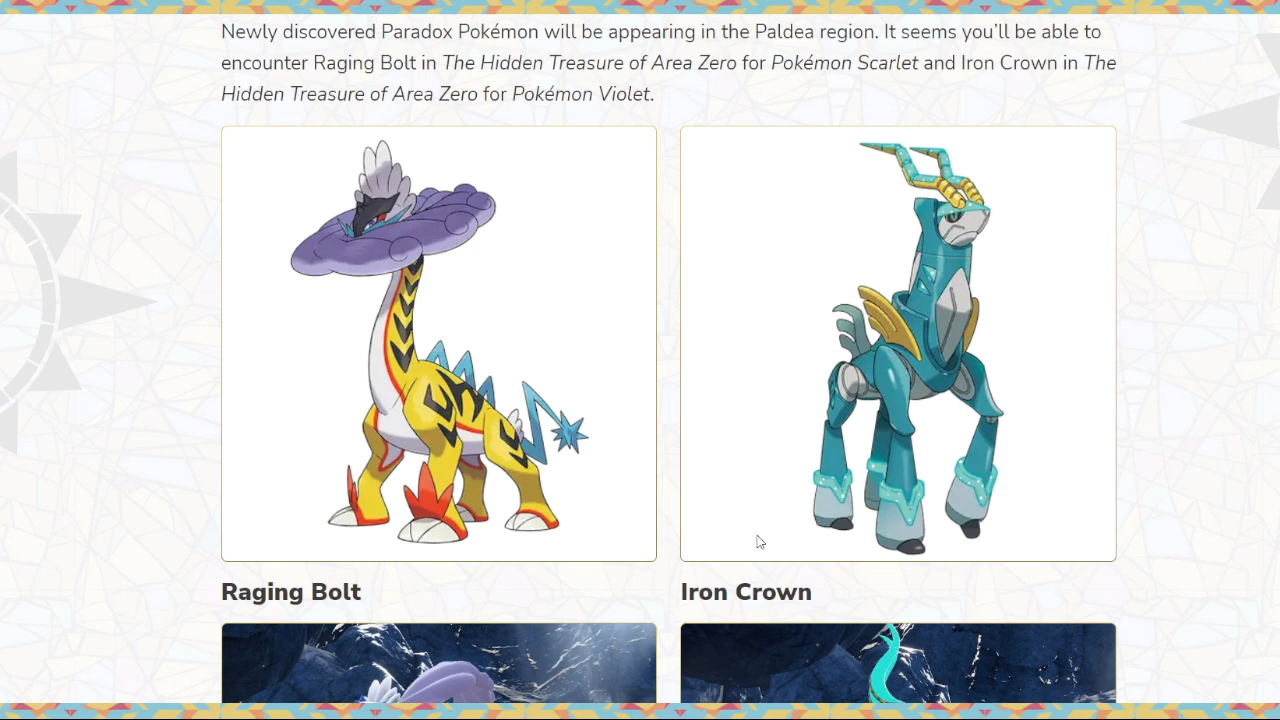 Newly discovered Paradox Pokémon will be appearing in the Paldea region. It seems you'll be able to
encounter Raging Bolt in The Hidden Treasure of Area Zero for Pokémon Scarlet and Iron Crown in The
Hidden Treasure of Area Zero for Pokémon Violet.
Raging Bolt
Iron Crown